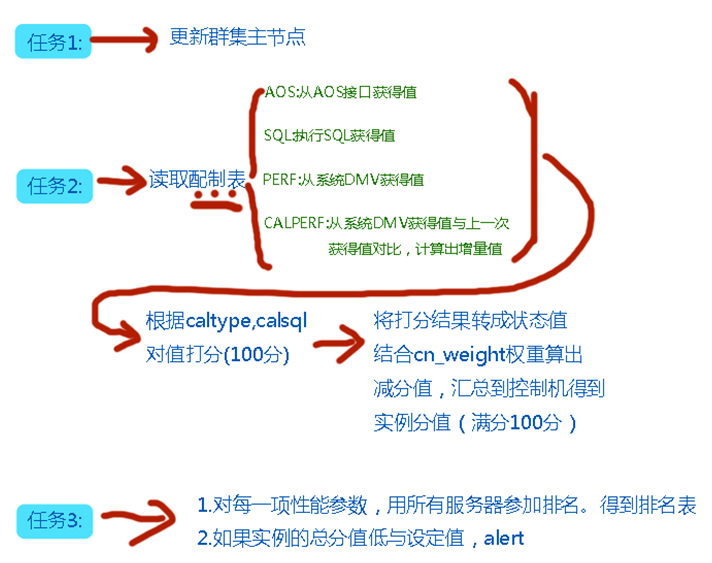 任务1:
更新群集主节点
AOS:从AOS接口获得值
SQL:执行SQL获得值
任务2:
读取配制表
PERF:从系统DMV获得值
CALPERF:从系统DMV获得值与上一次
获得值对比，计算出增量值
根据caltype,calsql
对值打分(100分)
将打分结果转成状态值
结合cn_weight权重算出
减分值，汇总到控制机得到
实例分值（满分100分）
任务3:
1.对每一项性能参数，用所有服务器参加排名。得到排名表
2.如果实例的总分值低与设定值，alert